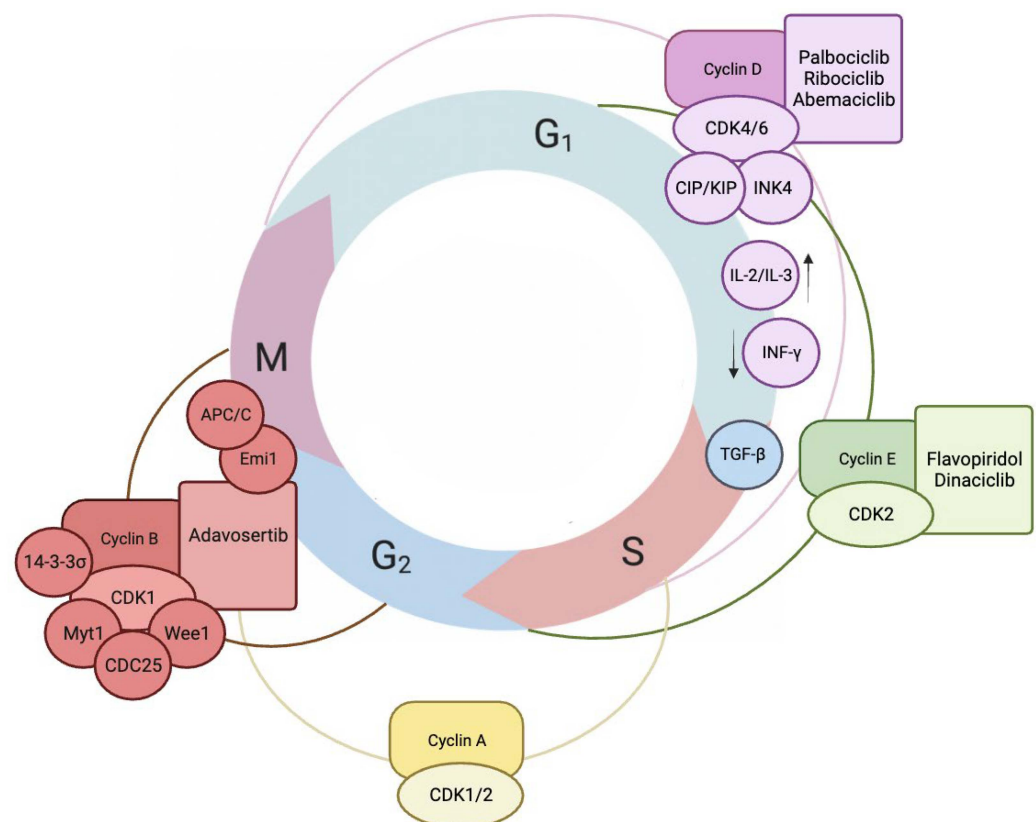 Cyclin D
Palbociclib
Ribociclib
Abemaciclib
CDK4/6
CIP/KIP
INK4
G₁
IL-2/IL-3
INF-γ
M
APC/C
Emi1
TGF-β
Cyclin E
Flavopiridol
Dinaciclib
CDK2
Cyclin B
Adavosertib
14-3-3σ
CDK1
Myt1
Wee1
CDC25
G₂
S
Cyclin A
CDK1/2